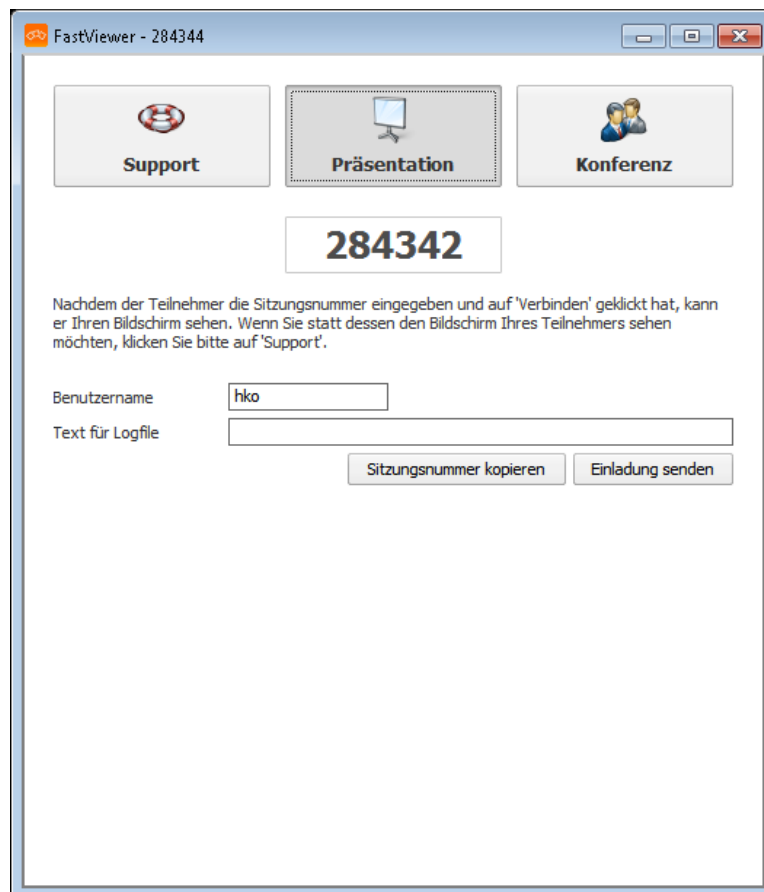 FastViewer - 284344
Support
Präsentation
Konferenz
284342
Nachdem der Teilnehmer die Sitzungsnummer eingegeben und auf 'Verbinden' geklickt hat, kann
er Ihren Bildschirm sehen. Wenn Sie statt dessen den Bildschirm Ihres Teilnehmers sehen
möchten, klicken Sie bitte auf 'Support'.
Benutzername
hko
Text für Logfile
Sitzungsnummer kopieren
Einladung senden